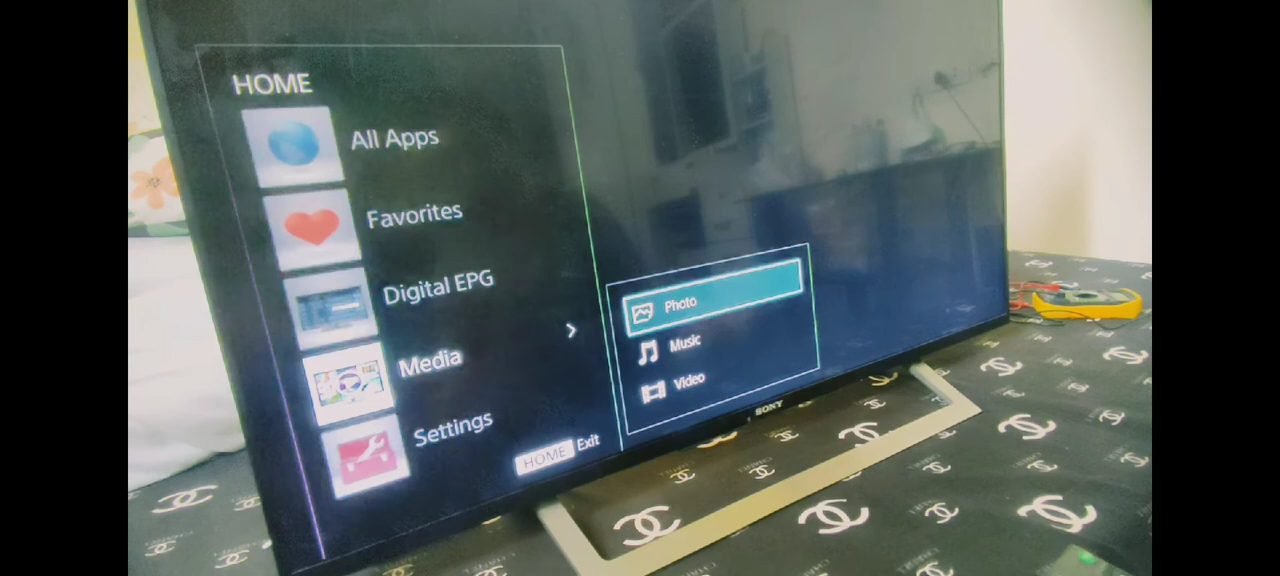 HOME
All Apps
Favorites
Digital EPG
Media
Settings
HOME Exit
Photo
Music
Video
SONY